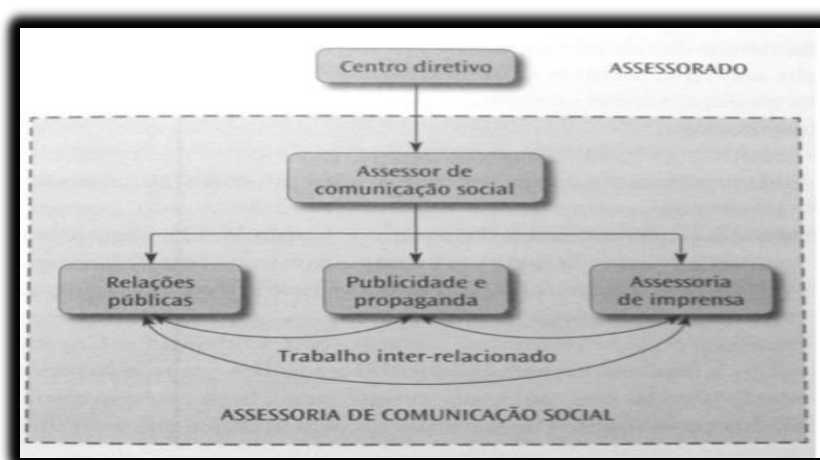 Centro diretivo
ASSESSORADO
Assessor de
comunicação social
Relações
públicas
Publicidade e
propaganda
Assessoria
de imprensa
Trabalho inter-relacionado
ASSESSORIA DE COMUNICAÇÃO SOCIAL